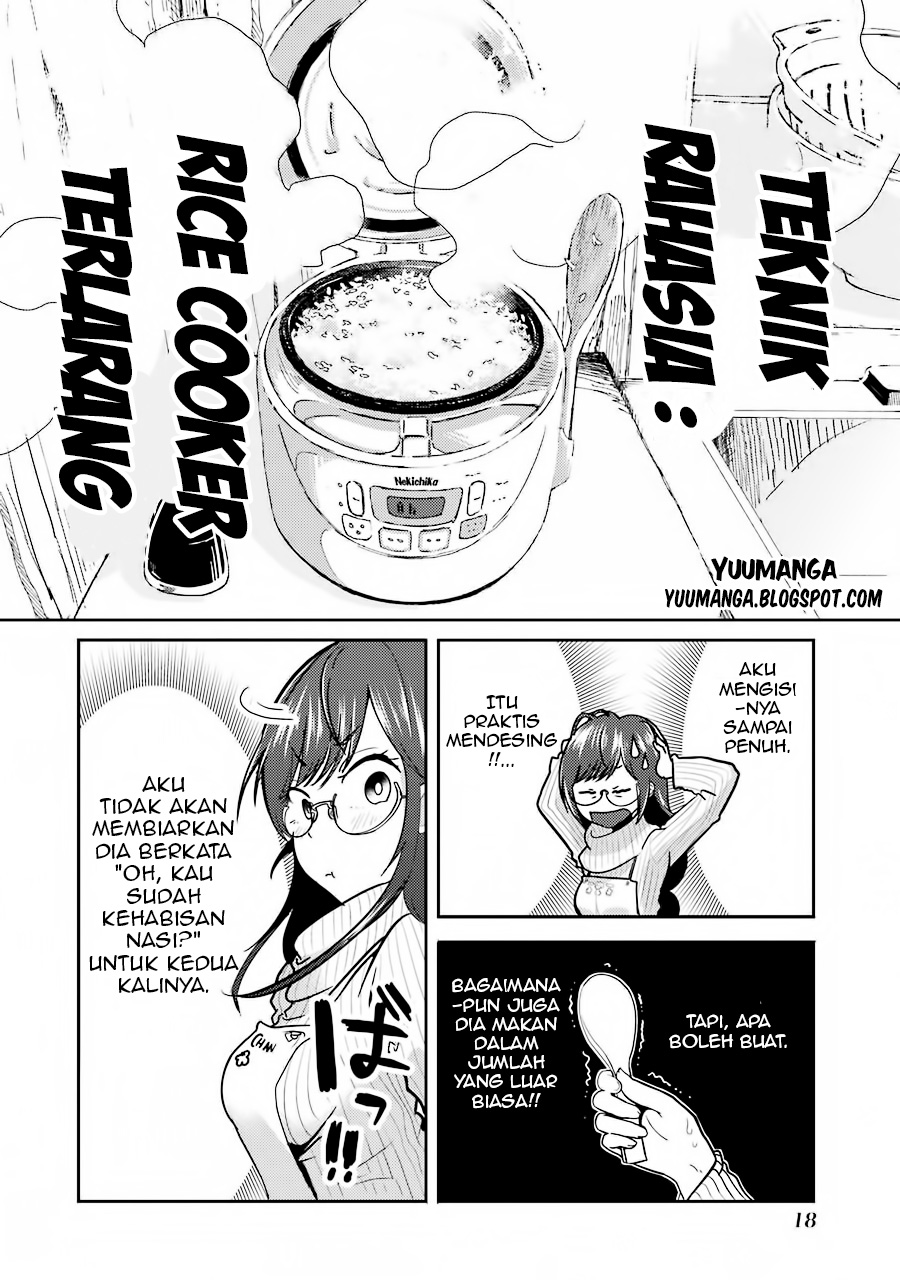 TEKNIK
RAHASIA :
RICE COOKER
TERLARANG
Nekichika
YUUMANGA
YUUMANGA.BLOGSPOT.COM
AKU
MENGISI
-NYA
SAMPAI
PENUH.
ITU
PRAKTIS
MENDESING
!!...
TAPI, APA
BOLEH BUAT.
BAGAIMANA
-PUN JUGA
DIA MAKAN
DALAM
JUMLAH
YANG LUAR
BIASA!!
AKU
TIDAK AKAN
MEMBIARKAN
DIA BERKATA
"OH, KAU
SUDAH
KEHABISAN
NASI?"
UNTUK KEDUA
KALINYA.
ばっ!!
18